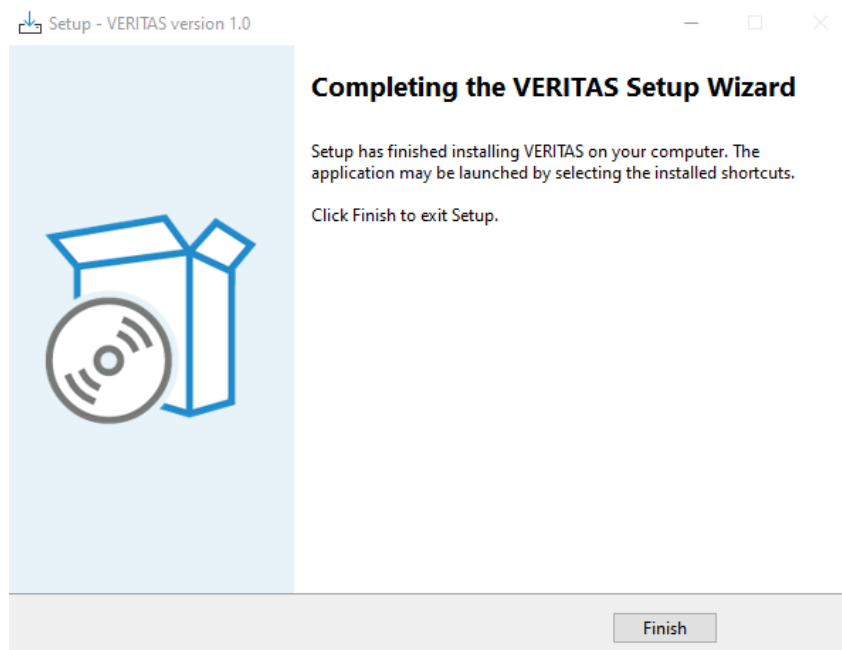 Setup - VERITAS version 1.0
Completing the VERITAS Setup Wizard
Setup has finished installing VERITAS on your computer. The
application may be launched by selecting the installed shortcuts.
Click Finish to exit Setup.
Finish